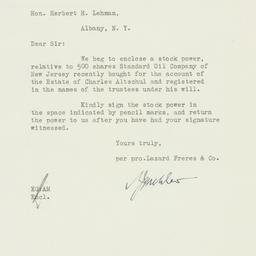 Hon. Herbert H. Lehman,
Albany, N. Y.
Dear Sir:
We beg to enclose a stock power,
relative to 500 shares Standard Oil Company of
New Jersey recently bought for the account of
the Estate of Charles Altschul and registered
in the names of the trustees under his will.
Kindly sign the stock power in
the space indicated by pencil marks, and return
the power to us after you have had your signature
witnessed.
Yours truly,
per pro.Lazard Freres & Co.
Encl.